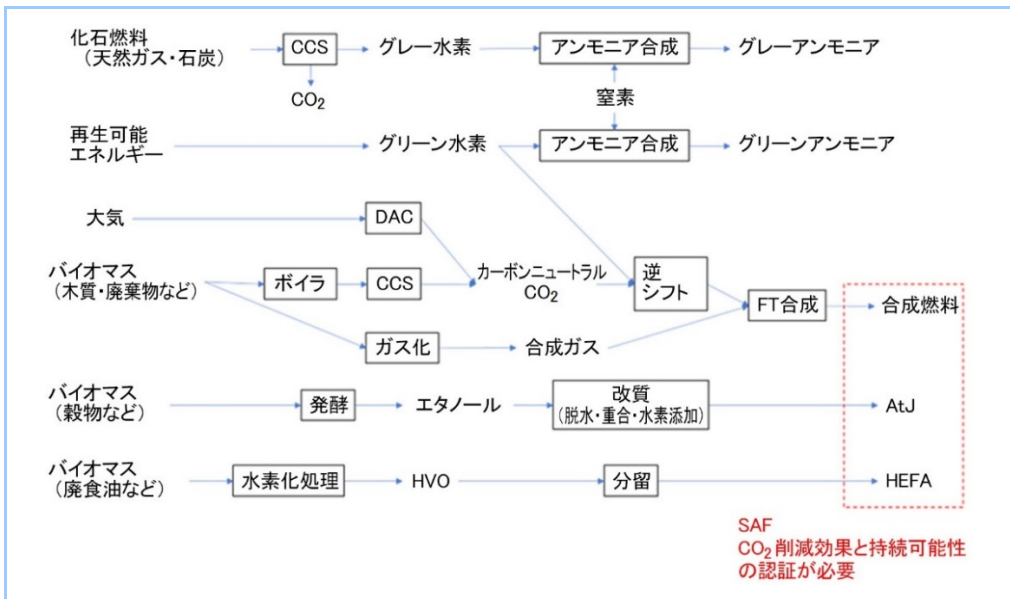 化石燃料
（天然ガス・石炭）
CCS
グレー水素
アンモニア合成
グレーアンモニア
CO₂
窒素
再生可能
エネルギー
グリーン水素
アンモニア合成
グリーンアンモニア
大気
DAC
バイオマス
（木質・廃棄物など）
ボイラ
CCS
カーボンニュートラル
CO₂
逆
シフト
FT合成
合成燃料
ガス化
合成ガス
バイオマス
（穀物など）
発酵
エタノール
改質
（脱水・重合・水素添加）
AtJ
バイオマス
（廃食油など）
水素化処理
HVO
分留
HEFA
SAF
CO₂削減効果と持続可能性
の認証が必要